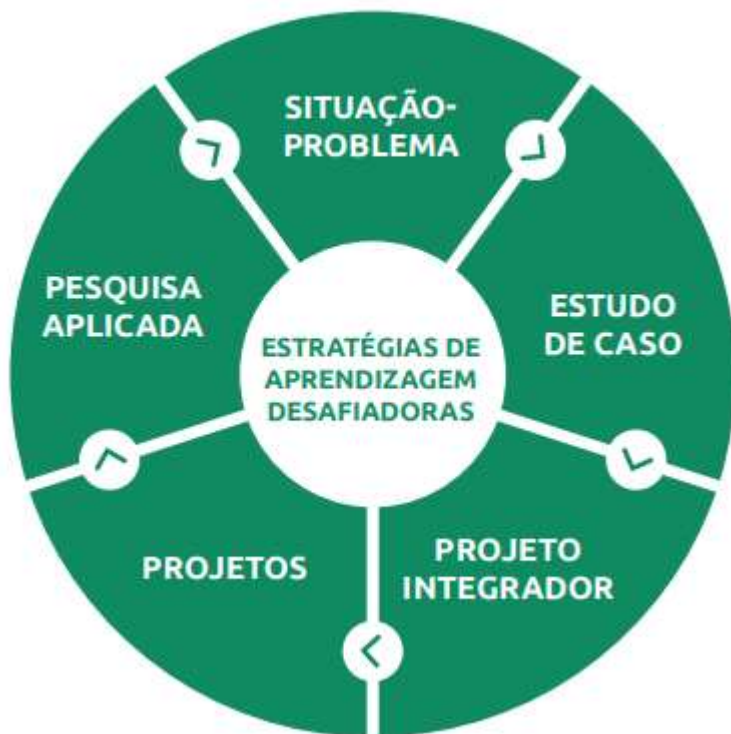 SITUAÇÃO-
PROBLEMA
ESTUDO
DE CASO
PROJETO
INTEGRADOR
PROJETOS
PESQUISA
APLICADA
ESTRATÉGIAS DE
APRENDIZAGEM
DESAFIADORAS